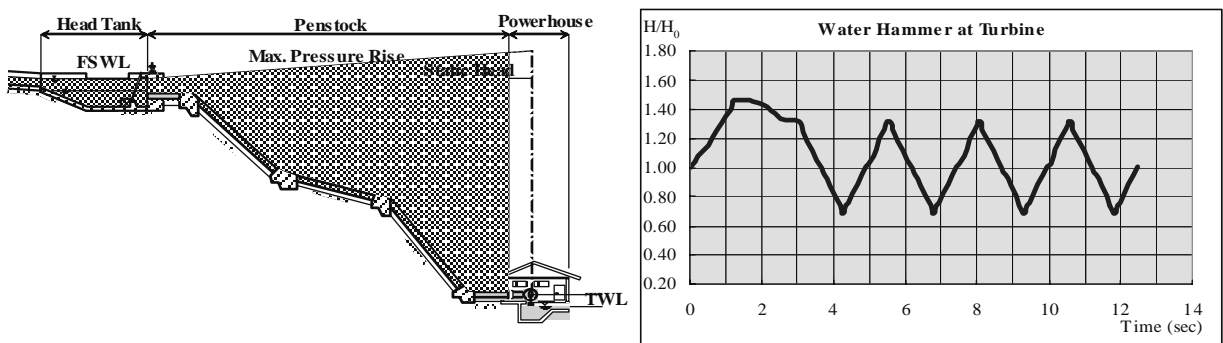 Head Tank
Penstock
Powerhouse
FSWL
Max. Pressure Rise
Static Head
TWL
H/H0
Water Hammer at Turbine
1.80
1.60
1.40
1.20
1.00
0.80
0.60
0.40
0.20
0 2 4 6 8 10 12 14
Time (sec)